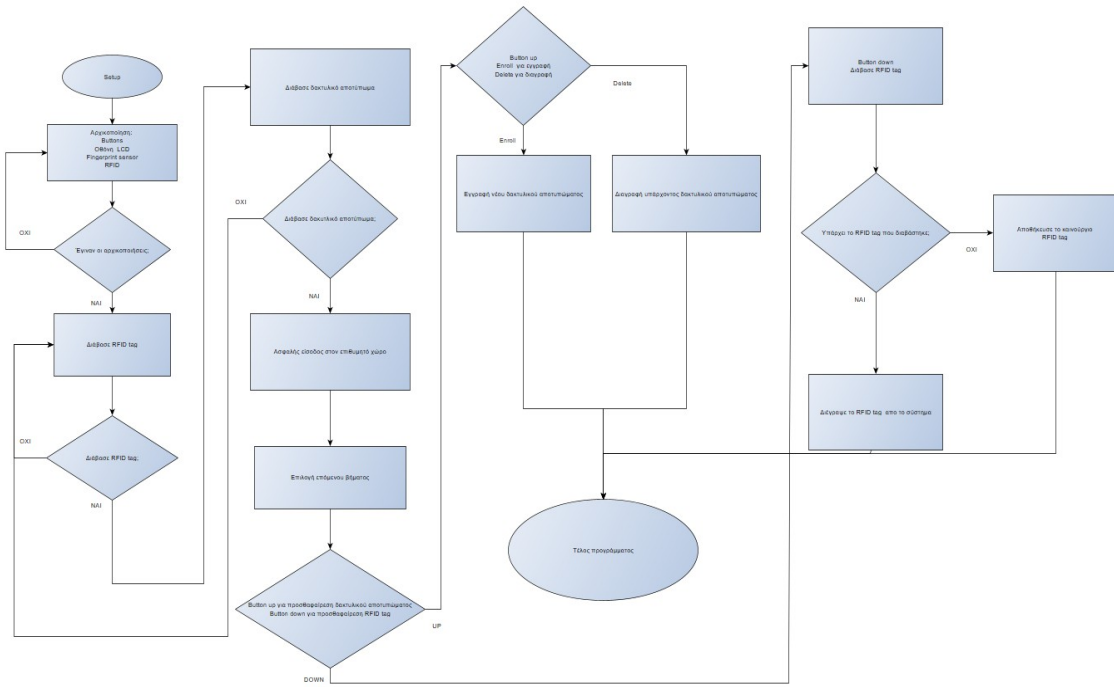 Setup
Αρχικοποίηση:
Buttons
Οθόνη LCD
Fingerprint sensor
RFID
ΟΧΙ
Έγιναν οι αρχικοποιήσεις;
ΝΑΙ
Διάβασε RFID tag
ΟΧΙ
Διάβασε RFID tag;
ΝΑΙ
Διάβασε δακτυλικό αποτύπωμα
ΟΧΙ
Διάβασε δακτυλικό αποτύπωμα;
ΝΑΙ
Ασφαλής είσοδος στον επιθυμητό χώρο
Επιλογή επόμενου βήματος
Button up για προσθαφαίρεση δακτυλικού αποτυπώματος
Button down για προσθαφαίρεση RFID tag
UP
DOWN
Button up
Enroll για εγγραφή
Delete για διαγραφή
Delete
Enroll
Εγγραφή νέου δακτυλικού αποτυπώματος
Διαγραφή υπάρχοντος δακτυλικού αποτυπώματος
Button down
Διάβασε RFID tag
Υπάρχει το RFID tag που διαβάστηκε;
ΟΧΙ
Αποθήκευσε το καινούργιο
RFID tag
ΝΑΙ
Διέγραψε το RFID tag απο το σύστημα
Τέλος προγράμματος